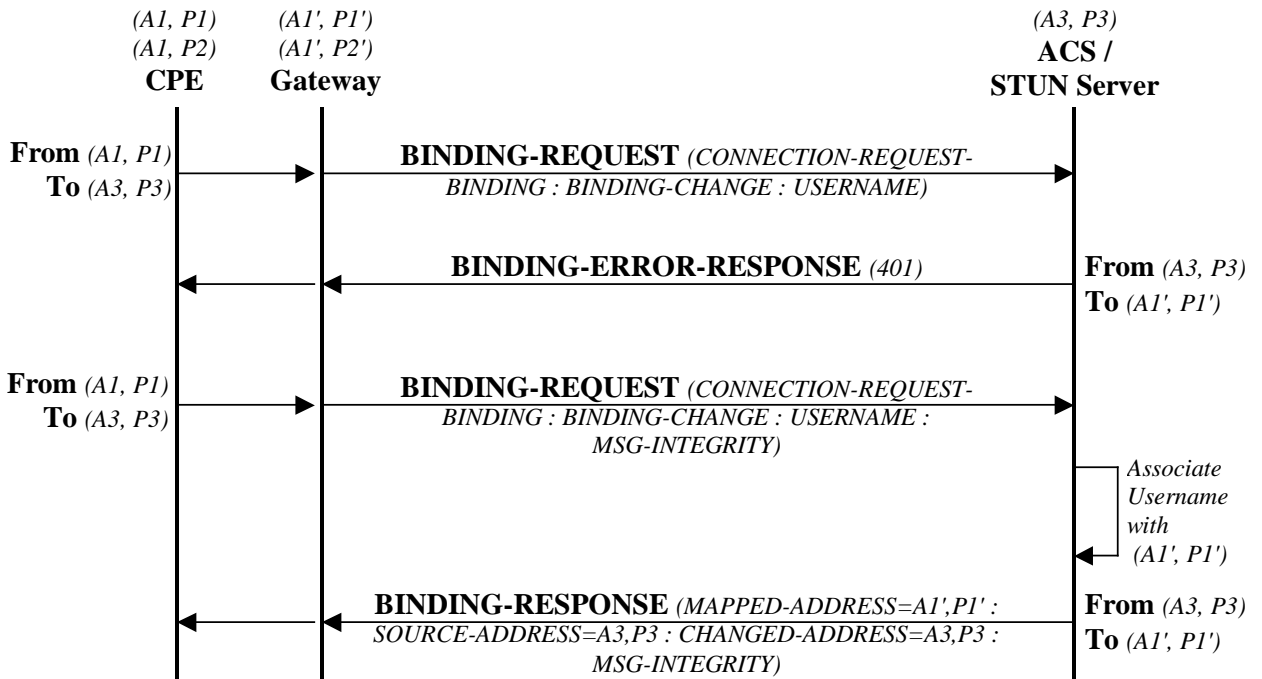 (A1, P1)
(A1, P2)
CPE
(A1', P1')
(A1', P2')
Gateway
(A3, P3)
ACS /
STUN Server
From (A1, P1)
To (A3, P3)
BINDING-REQUEST (CONNECTION-REQUEST-
BINDING : BINDING-CHANGE : USERNAME)
BINDING-ERROR-RESPONSE (401)
From (A3, P3)
To (A1', P1')
From (A1, P1)
To (A3, P3)
BINDING-REQUEST (CONNECTION-REQUEST-
BINDING : BINDING-CHANGE : USERNAME :
MSG-INTEGRITY)
Associate
Username
with
(A1', P1')
BINDING-RESPONSE (MAPPED-ADDRESS=A1',P1' :
SOURCE-ADDRESS=A3,P3 : CHANGED-ADDRESS=A3,P3 :
MSG-INTEGRITY)
From (A3, P3)
To (A1', P1')